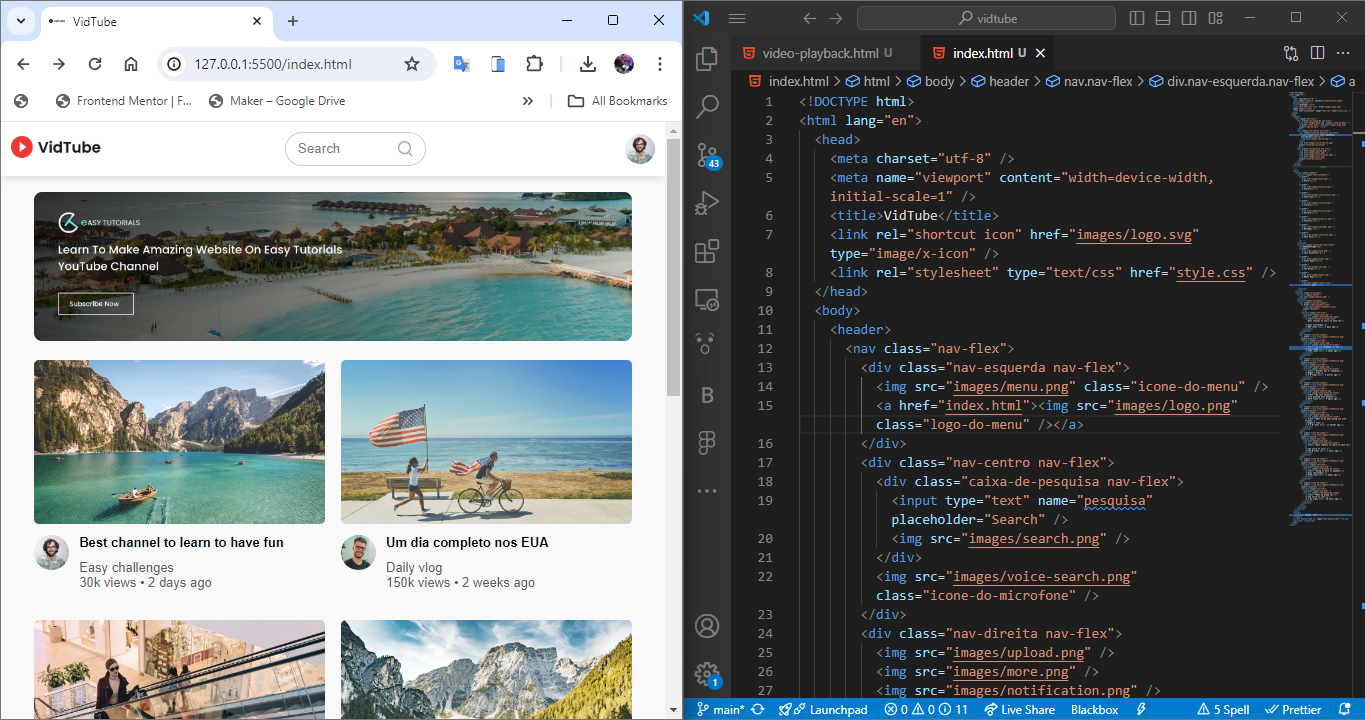 VidTube
127.0.0.1:5500/index.html
Frontend Mentor | F...
Maker – Google Drive
All Bookmarks
VidTube
Search
EASY TUTORIALS
Learn To Make Amazing Website On Easy Tutorials
YouTube Channel
Subscribe Now
Best channel to learn to have fun
Easy challenges
30k views • 2 days ago
Um dia completo nos EUA
Daily vlog
150k views • 2 weeks ago
vidtube
43
B
1
video-playback.html U
index.html U
index.html > html > body > header > nav.nav-flex > div.nav-esquerda.nav-flex > a
1 <!DOCTYPE html>
2 <html lang="en">
3 <head>
4 <meta charset="utf-8" />
5 <meta name="viewport" content="width=device-width,
initial-scale=1" />
6 <title>VidTube</title>
7 <link rel="shortcut icon" href="images/logo.svg"
type="image/x-icon" />
8 <link rel="stylesheet" type="text/css" href="style.css" />
9 </head>
10 <body>
11 <header>
12 <nav class="nav-flex">
13 <div class="nav-esquerda nav-flex">
14 <img src="images/menu.png" class="icone-do-menu" />
15 <a href="index.html"><img src="images/logo.png"
class="logo-do-menu" /></a>
16 </div>
17 <div class="nav-centro nav-flex">
18 <div class="caixa-de-pesquisa nav-flex">
19 <input type="text" name="pesquisa"
placeholder="Search" />
20 <img src="images/search.png" />
21 </div>
22 <img src="images/voice-search.png"
class="icone-do-microfone" />
23 </div>
24 <div class="nav-direita nav-flex">
25 <img src="images/upload.png" />
26 <img src="images/more.png" />
27 <img src="images/notification.png" />
main* Launchpad 0 0 11 Live Share Blackbox 5 Spell Prettier